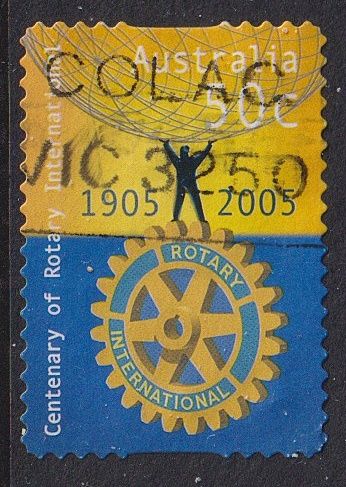 Australia
50c
COLAC
VIC 3250
1905 2005
Centenary of Rotary International
ROTARY
INTERNATIONAL